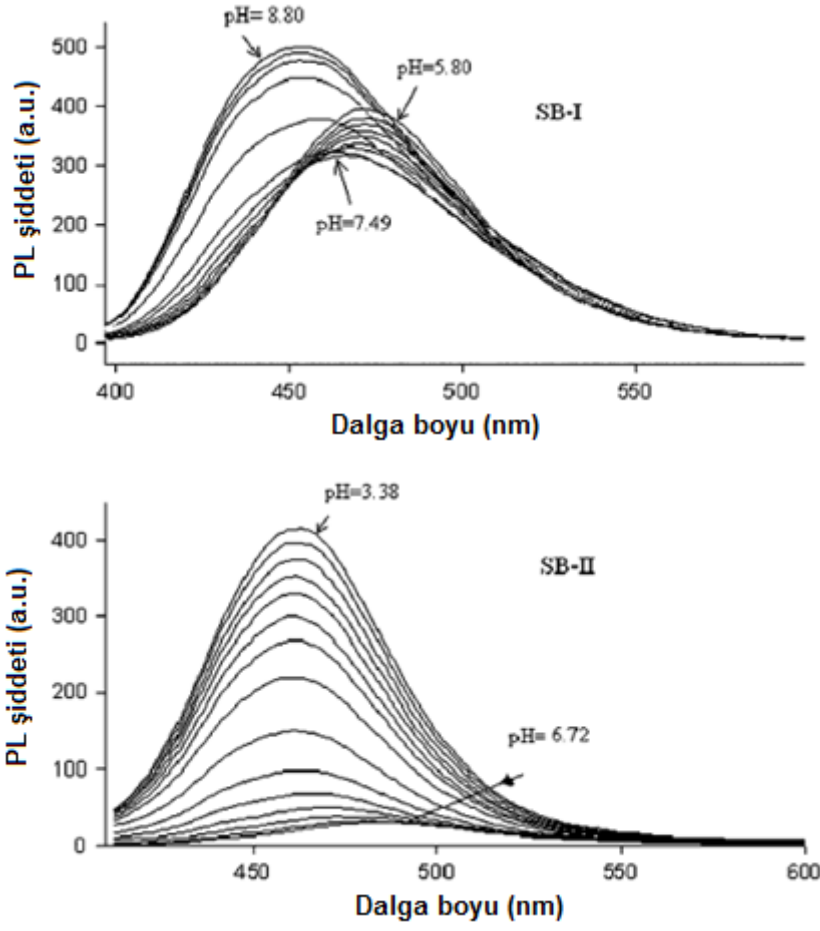 pH= 8.80
500
pH=5.80
400
SB-I
300
pH=7.49
200
100
0
PL şiddeti (a.u.)
400 450 500 550
Dalga boyu (nm)
pH=3.38
400
SB-II
300
200
pH= 6.72
100
0
PL şiddeti (a.u.)
450 500 550 600
Dalga boyu (nm)